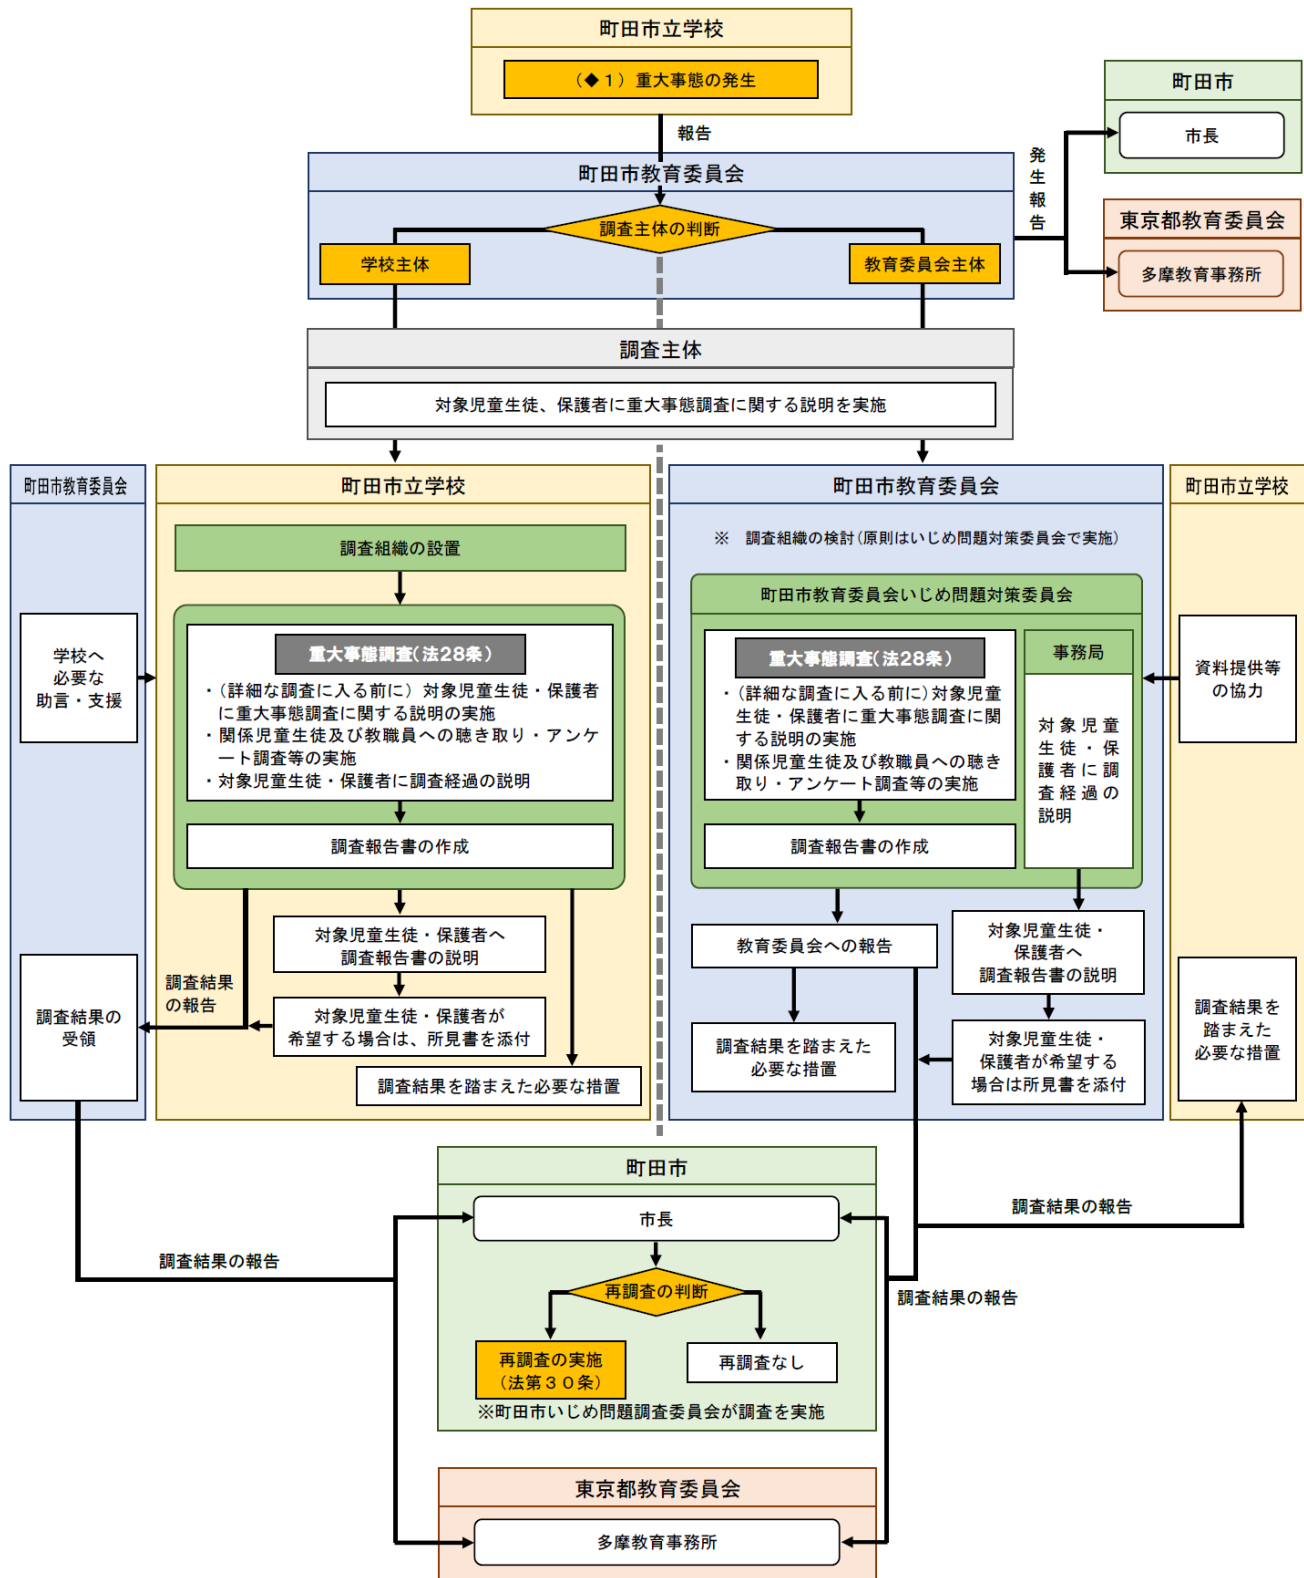 町田市立学校
（◆１）重大事態の発生
報告
町田市
市長
発生報告
町田市教育委員会
調査主体の判断
学校主体
教育委員会主体
東京都教育委員会
多摩教育事務所
調査主体
対象児童生徒、保護者に重大事態調査に関する説明を実施
町田市教育委員会
学校へ
必要な
助言・支援
調査結果の
受領
町田市立学校
調査組織の設置
重大事態調査（法28条）
・（詳細な調査に入る前に）対象児童生徒・保護者
に重大事態調査に関する説明の実施
・関係児童生徒及び教職員への聴き取り・アンケ
ート調査等の実施
・対象児童生徒・保護者に調査経過の説明
調査報告書の作成
対象児童生徒・保護者へ
調査報告書の説明
調査結果
の報告
対象児童生徒・保護者が
希望する場合は、所見書を添付
調査結果を踏まえた必要な措置
町田市教育委員会
※　調査組織の検討（原則はいじめ問題対策委員会で実施）
町田市教育委員会いじめ問題対策委員会
重大事態調査（法28条）
・（詳細な調査に入る前に）対象児童
生徒・保護者に重大事態調査に関
する説明の実施
・関係児童生徒及び教職員への聴き
取り・アンケート調査等の実施
調査報告書の作成
事務局
対象児童
生徒・保
護者に調
査経過の
説明
教育委員会への報告
調査結果を踏まえた
必要な措置
対象児童生徒・
保護者へ
調査報告書の説明
対象児童生徒・
保護者が希望する
場合は所見書を添付
町田市立学校
資料提供等
の協力
調査結果を
踏まえた
必要な措置
調査結果の報告
調査結果の報告
調査結果の報告
町田市
市長
再調査の判断
再調査の実施
（法第３０条）
再調査なし
※町田市いじめ問題調査委員会が調査を実施
東京都教育委員会
多摩教育事務所